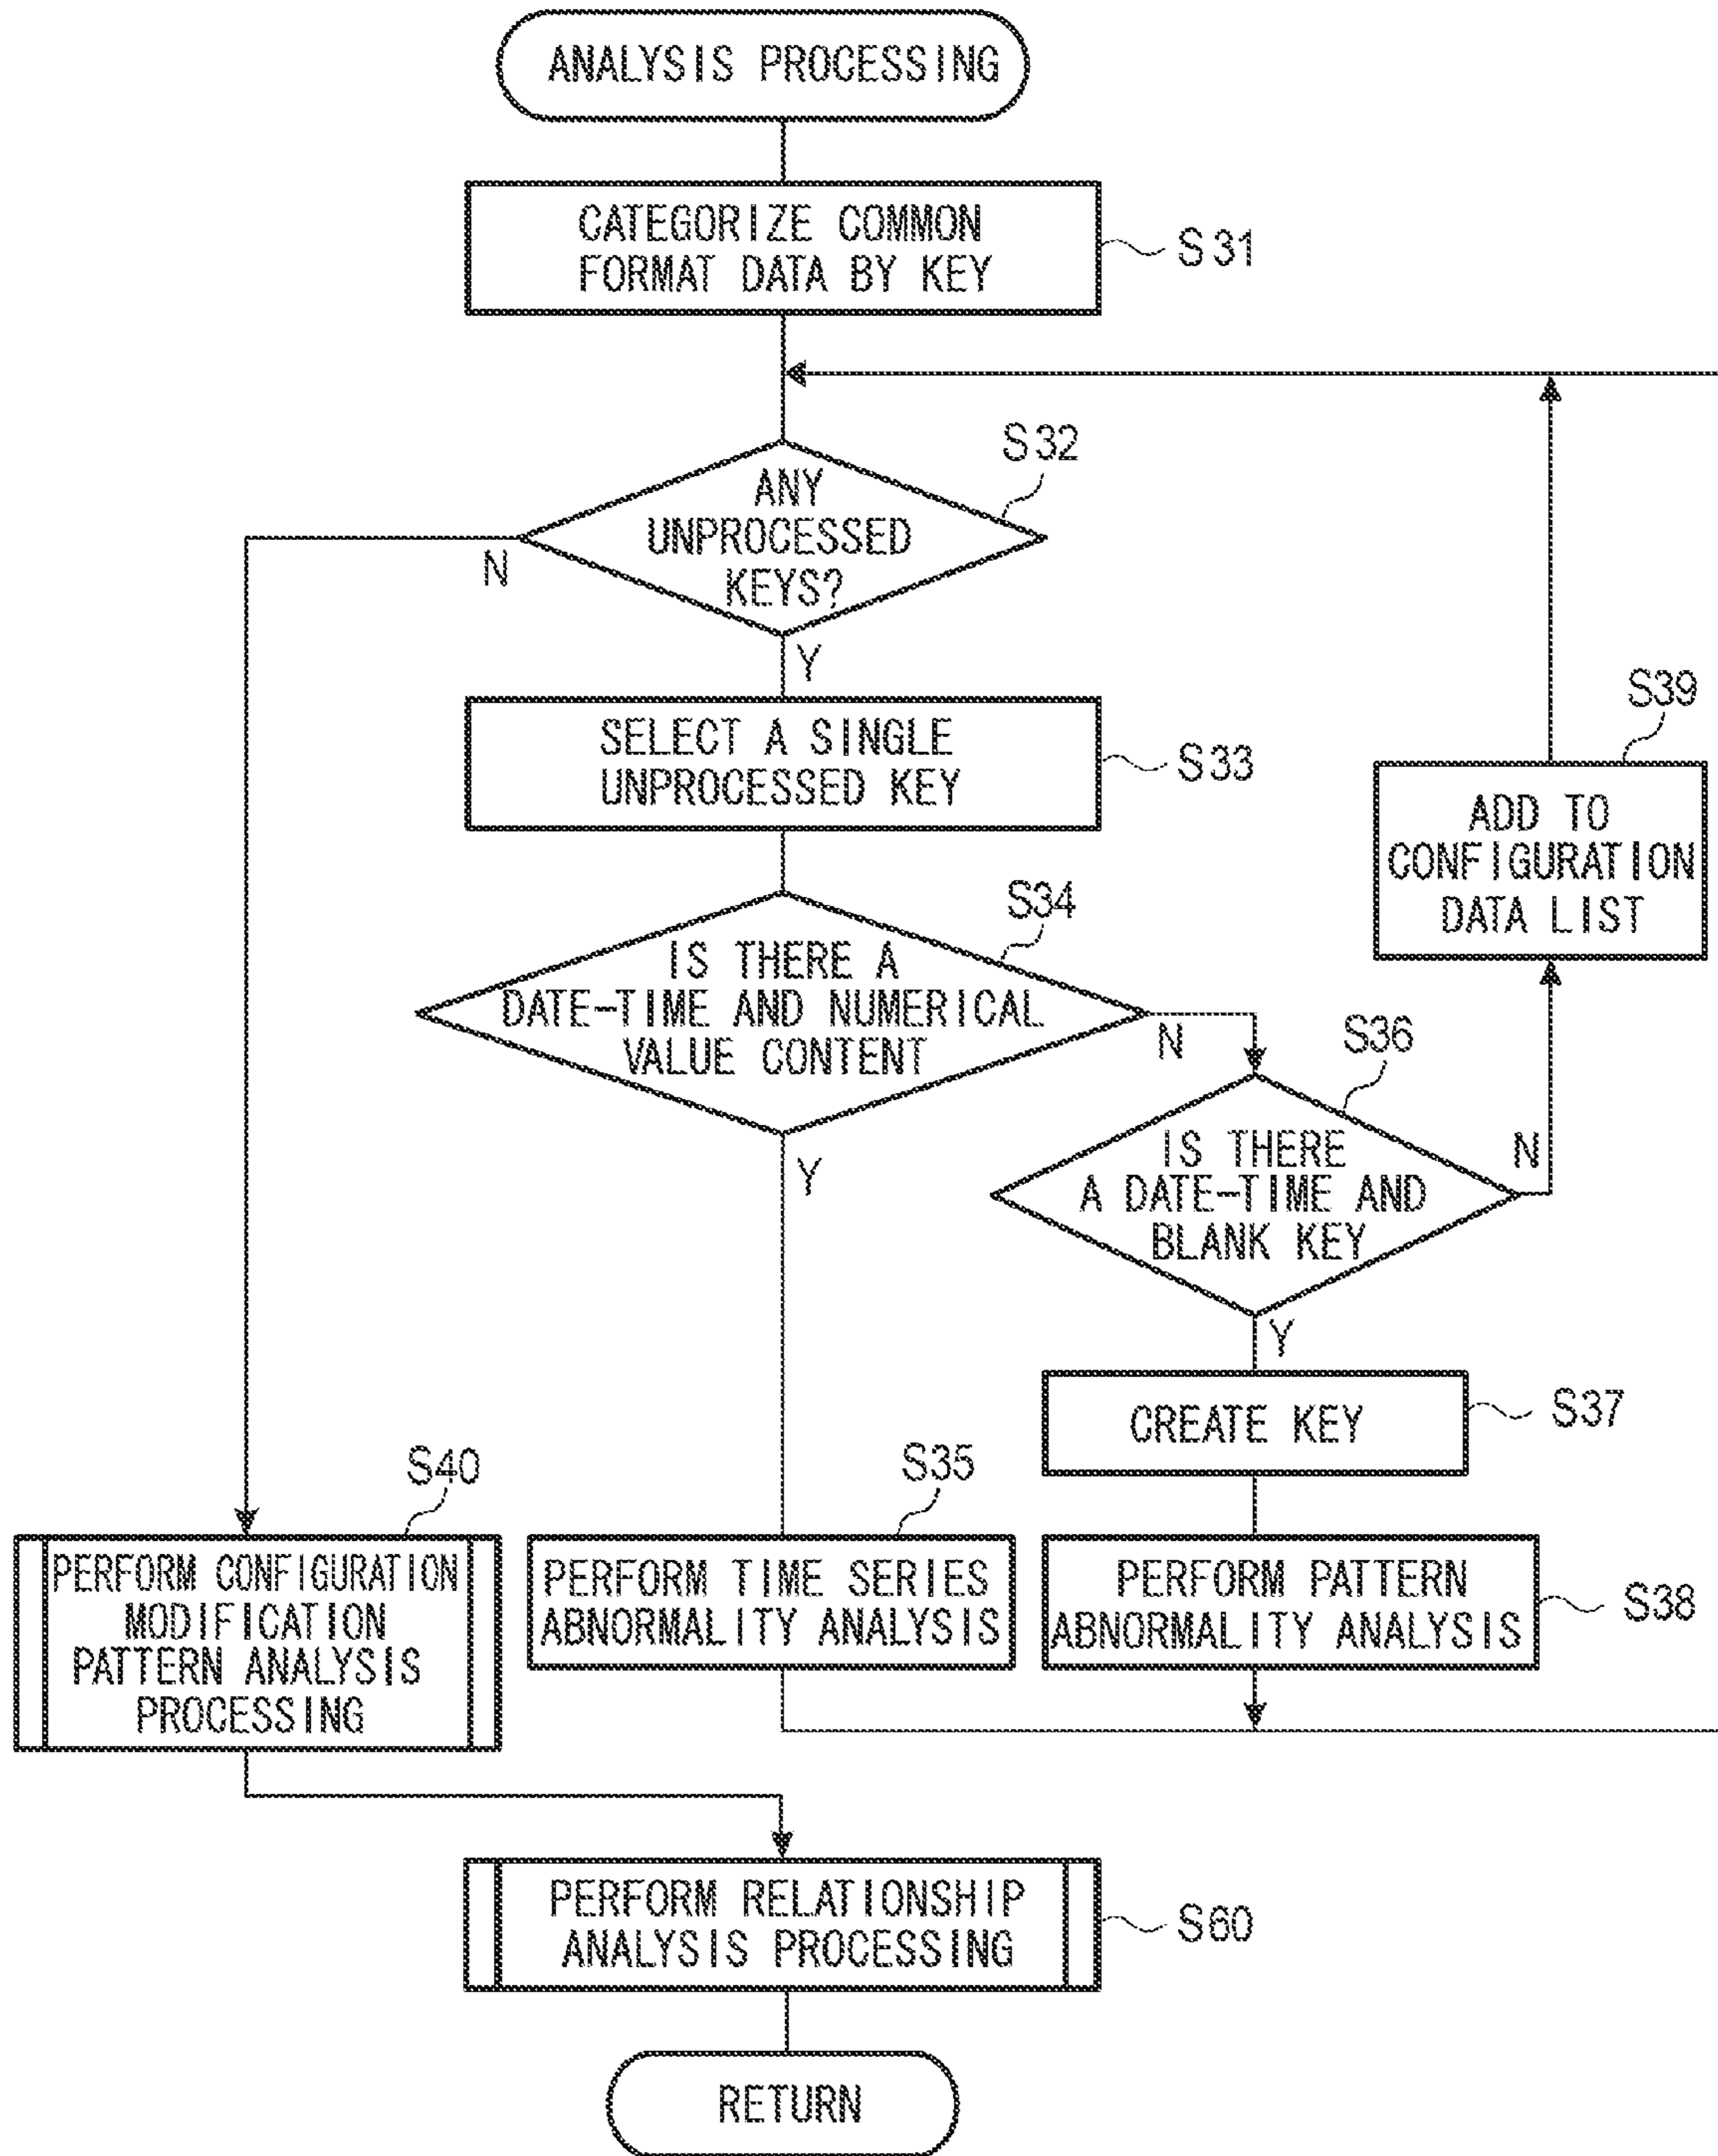 ANALYSIS PROCESSING
CATEGORIZE COMMON
FORMAT DATA BY KEY
S31
S32
ANY
UNPROCESSED
KEYS?
N
Y
SELECT A SINGLE
UNPROCESSED KEY
S33
S39
ADD TO
CONFIGURATION
DATA LIST
S34
IS THERE A
DATE-TIME AND NUMERICAL
VALUE CONTENT
N
Y
S36
IS THERE
A DATE-TIME AND
BLANK KEY
N
Y
CREATE KEY
S37
S40
PERFORM CONFIGURATION
MODIFICATION
PATTERN ANALYSIS
PROCESSING
S35
PERFORM TIME SERIES
ABNORMALITY ANALYSIS
PERFORM PATTERN
ABNORMALITY ANALYSIS
S38
PERFORM RELATIONSHIP
ANALYSIS PROCESSING
S60
RETURN